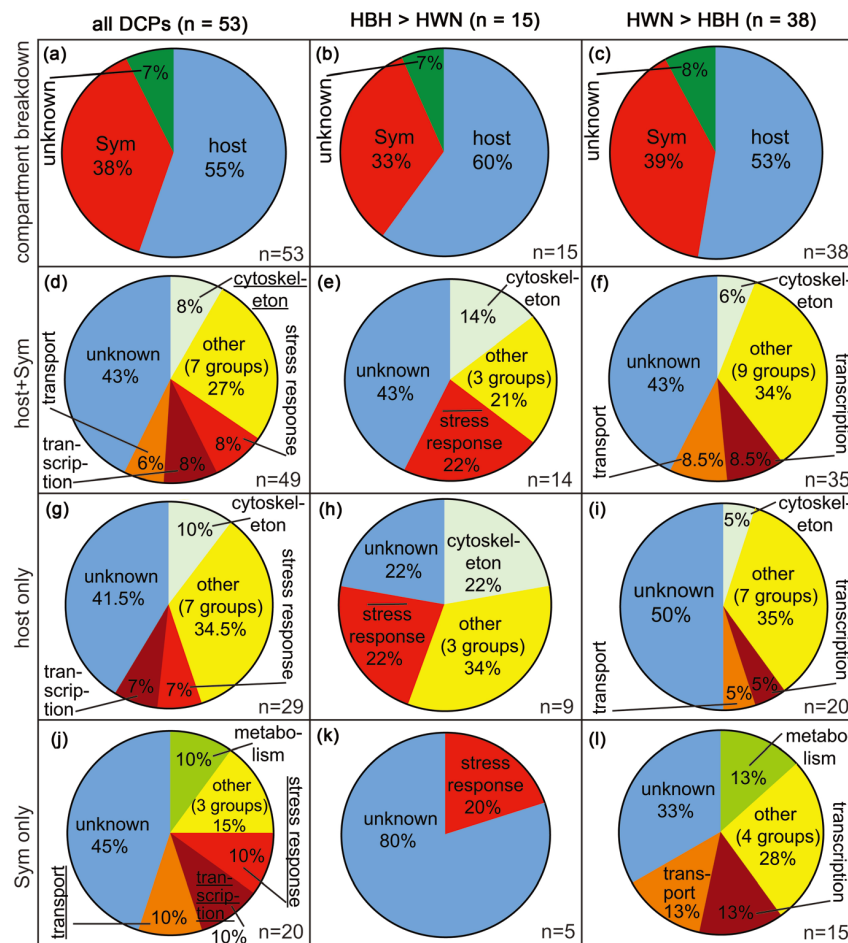 all DCPs (n = 53)
HBH > HWN (n = 15)
HWN > HBH (n = 38)
compartment breakdown
(a)
7%
unknown
Sym
38%
host
55%
n=53
(b)
7%
unknown
Sym
33%
host
60%
n=15
(c)
8%
unknown
Sym
39%
host
53%
n=38
host+Sym
(d)
cytoskel-
eton
8%
other
(7 groups)
27%
stress response
8%
unknown
43%
transport
tran-
scrip-
tion
6%
8%
n=49
(e)
cytoskel-
eton
14%
unknown
43%
other
(3 groups)
21%
stress
response
22%
n=14
(f)
6%
cytoskel-
eton
unknown
43%
other
(9 groups)
34%
transcription
transport
8.5%
8.5%
n=35
host only
(g)
10%
cytoskel-
eton
unknown
41.5%
other
(7 groups)
34.5%
stress response
tran-
scrip-
tion
7%
7%
n=29
(h)
unknown
22%
cytoskel-
eton
22%
stress
response
22%
other
(3 groups)
34%
n=9
(i)
5%
cytoskel-
eton
unknown
50%
other
(7 groups)
35%
transcription
transport
5%
5%
n=20
Sym only
(j)
metabo-
lism
10%
other
(3 groups)
15%
stress response
unknown
45%
10%
transport
tran-
scrip-
tion
10%
10%
n=20
(k)
stress
response
20%
unknown
80%
n=5
(l)
metabo-
lism
13%
unknown
33%
other
(4 groups)
28%
transcription
trans-
port
13%
13%
n=15